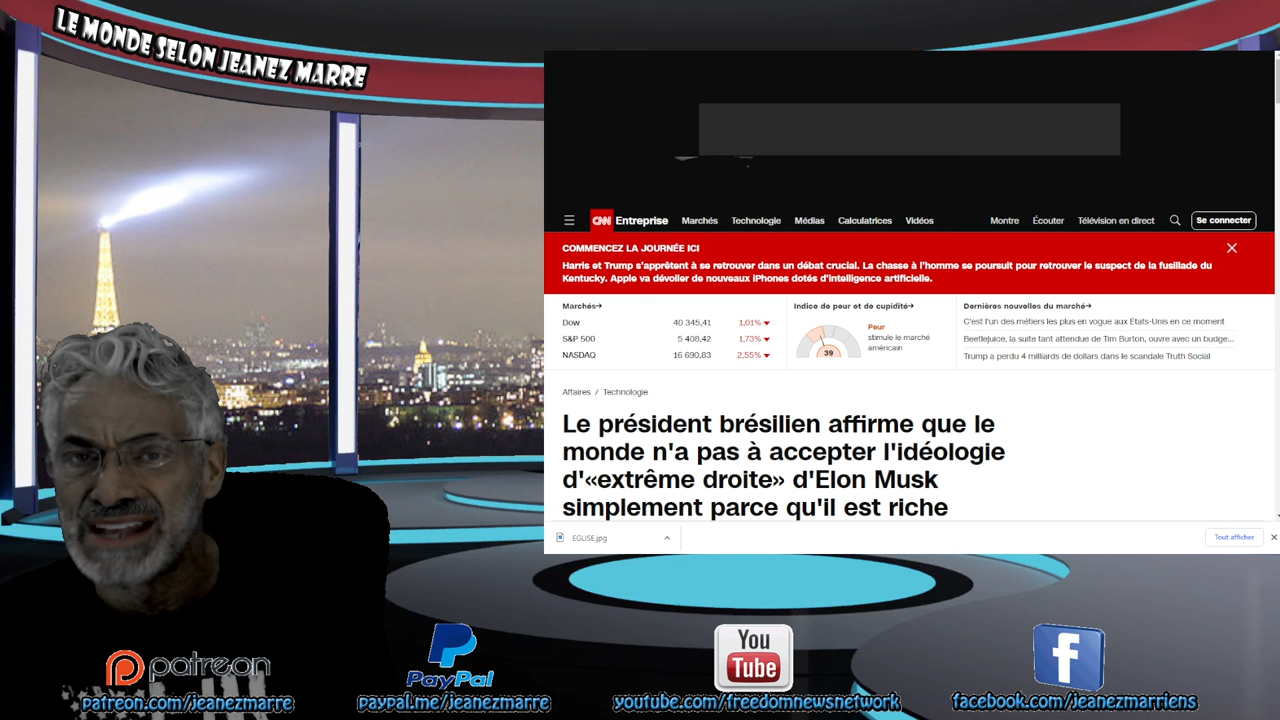 LE MONDE SELON JEANEZ MARRE
CNN Entreprise Marchés Technologie Médias Calculatrices Vidéos Montre Écouter Télévision en direct Se connecter
COMMENCEZ LA JOURNÉE ICI
Harris et Trump s'apprêtent à se retrouver dans un débat crucial. La chasse à l'homme se poursuit pour retrouver le suspect de la fusillade du
Kentucky. Apple va dévoiler de nouveaux iPhones dotés d'intelligence artificielle.
Marchés→
Dow 40 345,41 1,01%
S&P 500 5 408,42 1,73%
NASDAQ 16 690,83 2,55%
Indice de peur et de cupidité→
39
Peur
stimule le marché
américain
Dernières nouvelles du marché→
C'est l'un des métiers les plus en vogue aux États-Unis en ce moment
Beetlejuice, la suite tant attendue de Tim Burton, ouvre avec un budge...
Trump a perdu 4 milliards de dollars dans le scandale Truth Social
Affaires / Technologie
Le président brésilien affirme que le
monde n'a pas à accepter l'idéologie
d'«extrême droite» d'Elon Musk
simplement parce qu'il est riche
EGLISE.jpg
Tout afficher
patreon
patreon.com/jeanezmarre
PayPal
paypal.me/jeanezmarre
You
Tube
youtube.com/freedomnewsnetwork
f
facebook.com/jeanezmarriens